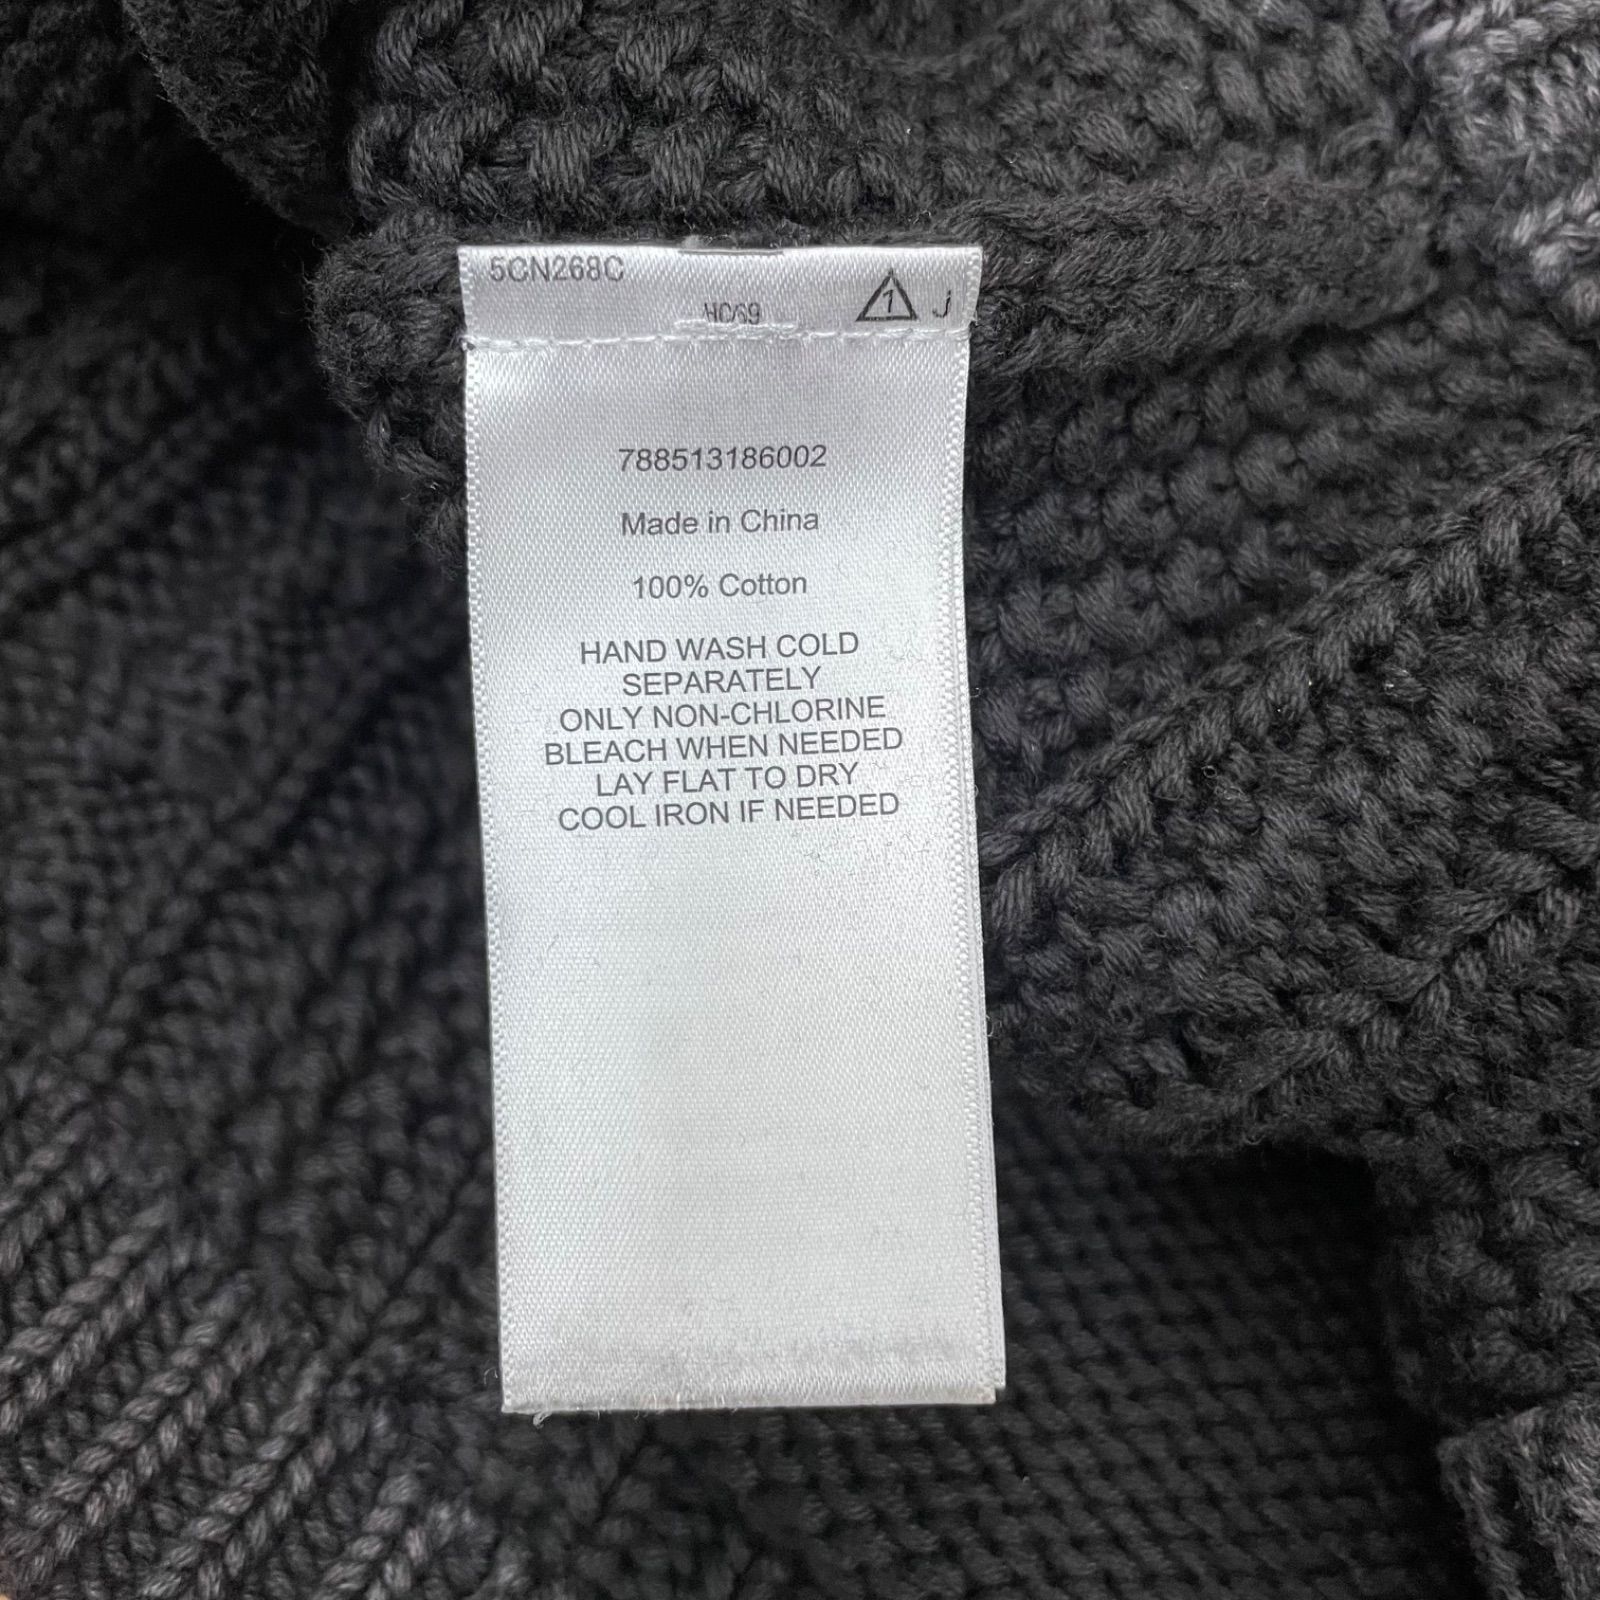 5CN268C
HC69
1 J
788513186002
Made in China
100% Cotton
HAND WASH COLD
SEPARATELY
ONLY NON-CHLORINE
BLEACH WHEN NEEDED
LAY FLAT TO DRY
COOL IRON IF NEEDED